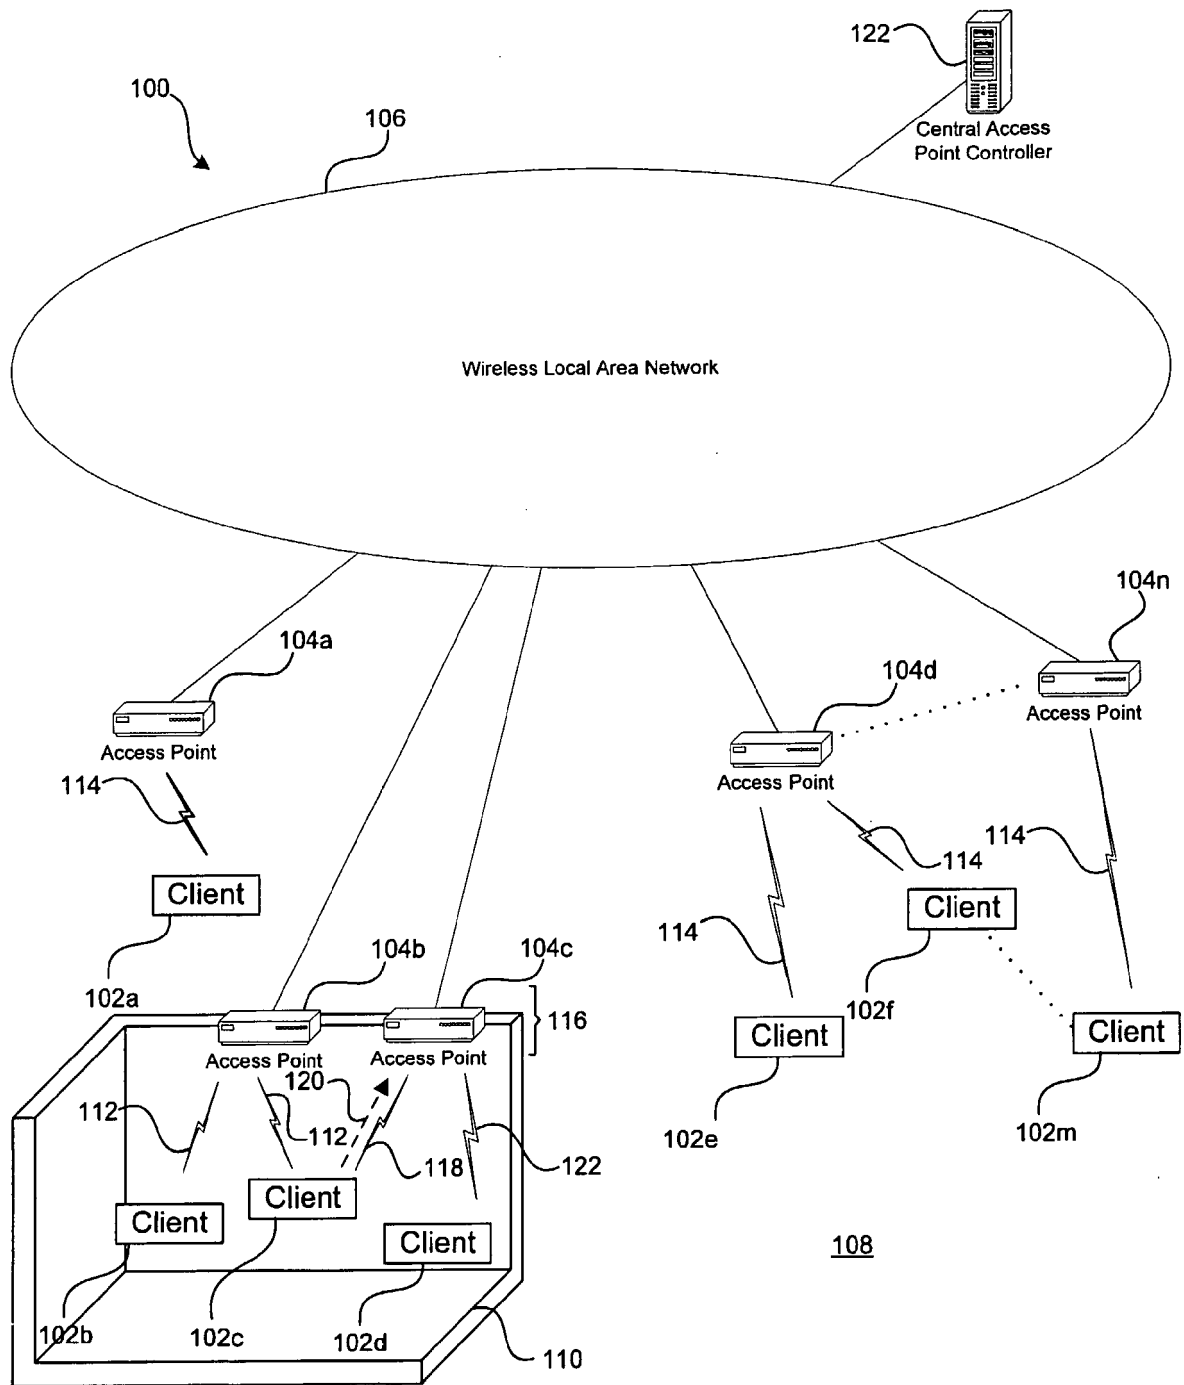 122
Central Access
Point Controller
100
106
Wireless Local Area Network
104n
104a
104d
Access Point
Access Point
Access Point
114
114
114
Client
Client
114
102a
104b
104c
102f
116
Client
Client
Access Point
Access Point
120
112
112
118
122
102e
102m
Client
Client
Client
108
102b
102c
102d
110